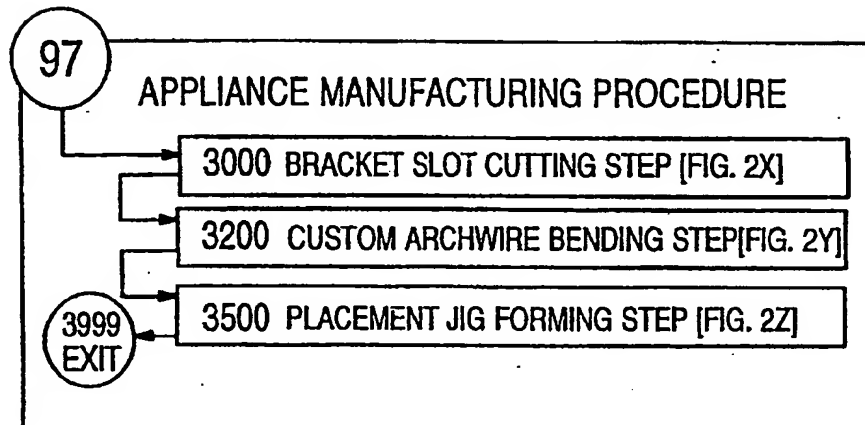 97
APPLIANCE MANUFACTURING PROCEDURE
3000 BRACKET SLOT CUTTING STEP [FIG. 2X]
3200 CUSTOM ARCHWIRE BENDING STEP[FIG. 2Y]
3500 PLACEMENT JIG FORMING STEP [FIG. 2Z]
3999
EXIT